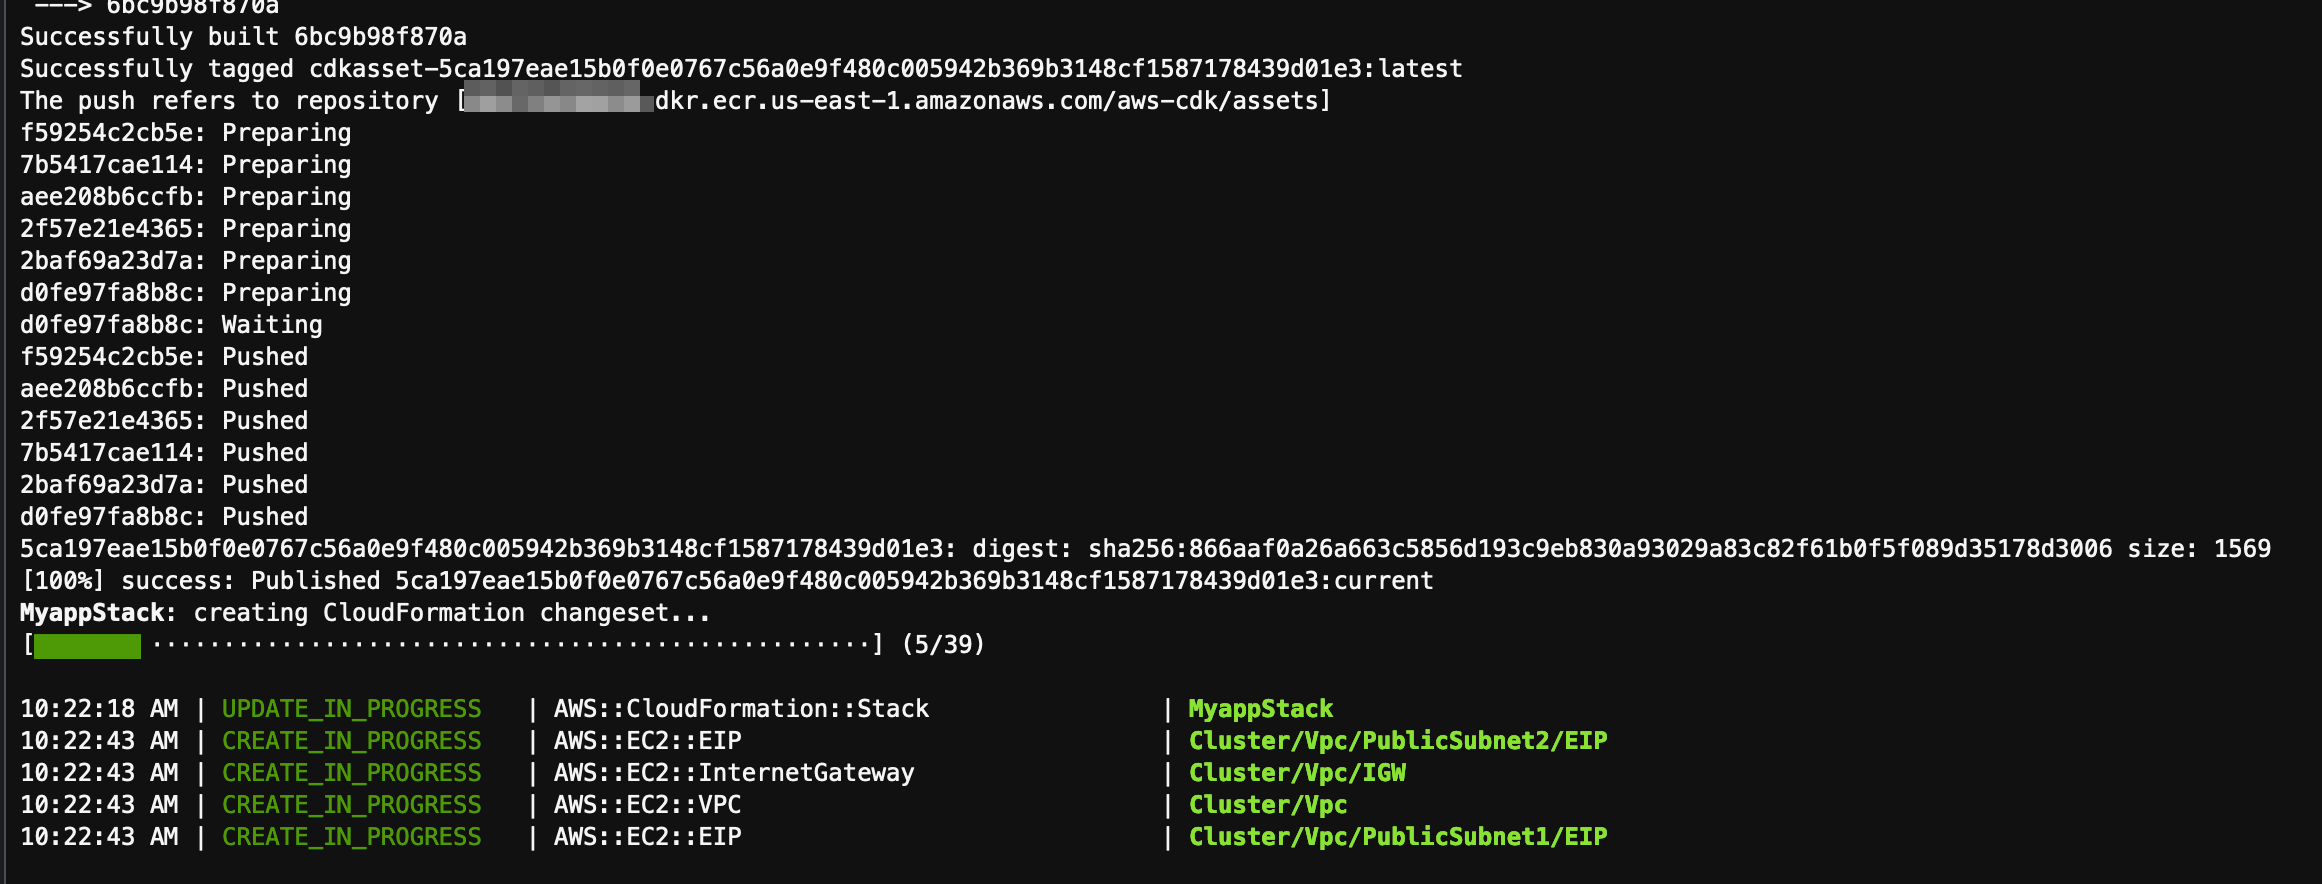 ---> 6bc9b98f870a
Successfully built 6bc9b98f870a
Successfully tagged cdkasset-5ca197eae15b0f0e0767c56a0e9f480c005942b369b3148cf1587178439d01e3:latest
The push refers to repository [dkr.ecr.us-east-1.amazonaws.com/aws-cdk/assets]
f59254c2cb5e: Preparing
7b5417cae114: Preparing
aee208b6ccfb: Preparing
2f57e21e4365: Preparing
2baf69a23d7a: Preparing
d0fe97fa8b8c: Preparing
d0fe97fa8b8c: Waiting
f59254c2cb5e: Pushed
aee208b6ccfb: Pushed
2f57e21e4365: Pushed
7b5417cae114: Pushed
2baf69a23d7a: Pushed
d0fe97fa8b8c: Pushed
5ca197eae15b0f0e0767c56a0e9f480c005942b369b3148cf1587178439d01e3: digest: sha256:866aaf0a26a663c5856d193c9eb830a93029a83c82f61b0f5f089d35178d3006 size: 1569
[100%] success: Published 5ca197eae15b0f0e0767c56a0e9f480c005942b369b3148cf1587178439d01e3:current
MyappStack: creating CloudFormation changeset...
[··················································] (5/39)
10:22:18 AM | UPDATE_IN_PROGRESS | AWS::CloudFormation::Stack | MyappStack
10:22:43 AM | CREATE_IN_PROGRESS | AWS::EC2::EIP | Cluster/Vpc/PublicSubnet2/EIP
10:22:43 AM | CREATE_IN_PROGRESS | AWS::EC2::InternetGateway | Cluster/Vpc/IGW
10:22:43 AM | CREATE_IN_PROGRESS | AWS::EC2::VPC | Cluster/Vpc
10:22:43 AM | CREATE_IN_PROGRESS | AWS::EC2::EIP | Cluster/Vpc/PublicSubnet1/EIP